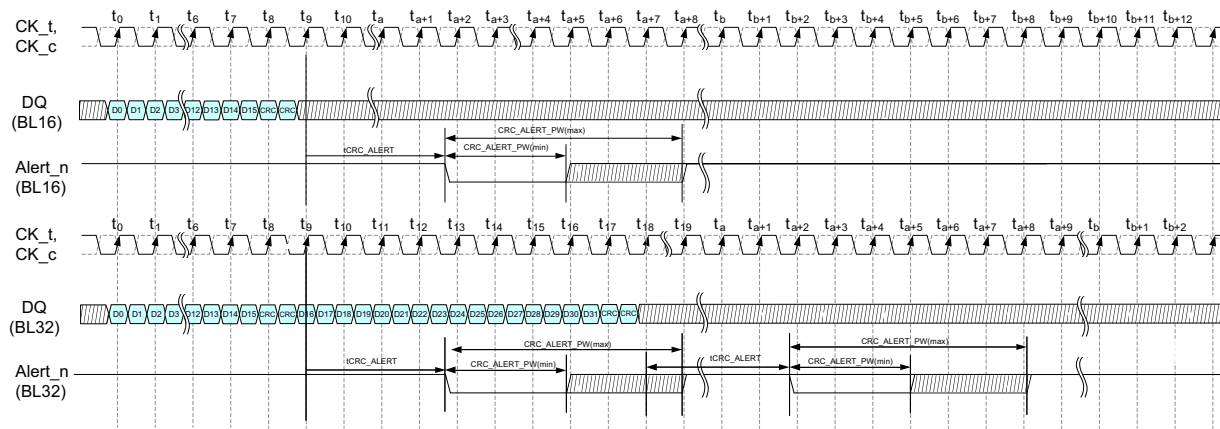 t0 t1 t6 t7 t8 t9 t10 ta ta+1 ta+2 ta+3 ta+4 ta+5 ta+6 ta+7 ta+8 tb tb+1 tb+2 tb+3 tb+4 tb+5 tb+6 tb+7 tb+8 tb+9 tb+10 tb+11 tb+12
CK_t,
CK_c
DQ
(BL16)
D0 D1 D2 D3 D12 D13 D14 D15 CRC CRC
CRC_ALERT_PW(max)
tCRC_ALERT CRC_ALERT_PW(min)
Alert_n
(BL16)
t0 t1 t6 t7 t8 t9 t10 t11 t12 t13 t14 t15 t16 t17 t18 t19 ta ta+1 ta+2 ta+3 ta+4 ta+5 ta+6 ta+7 ta+8 ta+9 tb tb+1 tb+2
CK_t,
CK_c
DQ
(BL32)
D0 D1 D2 D3 D12 D13 D14 D15 CRC CRC D16 D17 D18 D19 D20 D21 D22 D23 D24 D25 D26 D27 D28 D29 D30 D31 CRC CRC
CRC_ALERT_PW(max) CRC_ALERT_PW(max)
tCRC_ALERT CRC_ALERT_PW(min) tCRC_ALERT CRC_ALERT_PW(min)
Alert_n
(BL32)